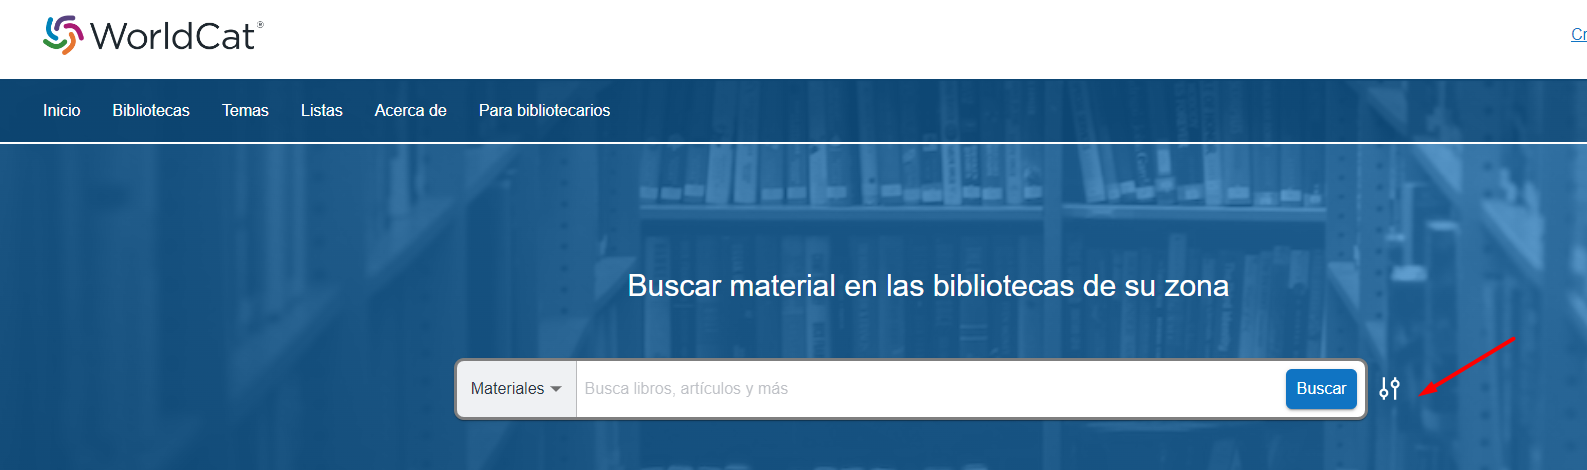 WorldCat®
Cr
Inicio Bibliotecas Temas Listas Acerca de Para bibliotecarios
Buscar material en las bibliotecas de su zona
Materiales Busca libros, artículos y más Buscar